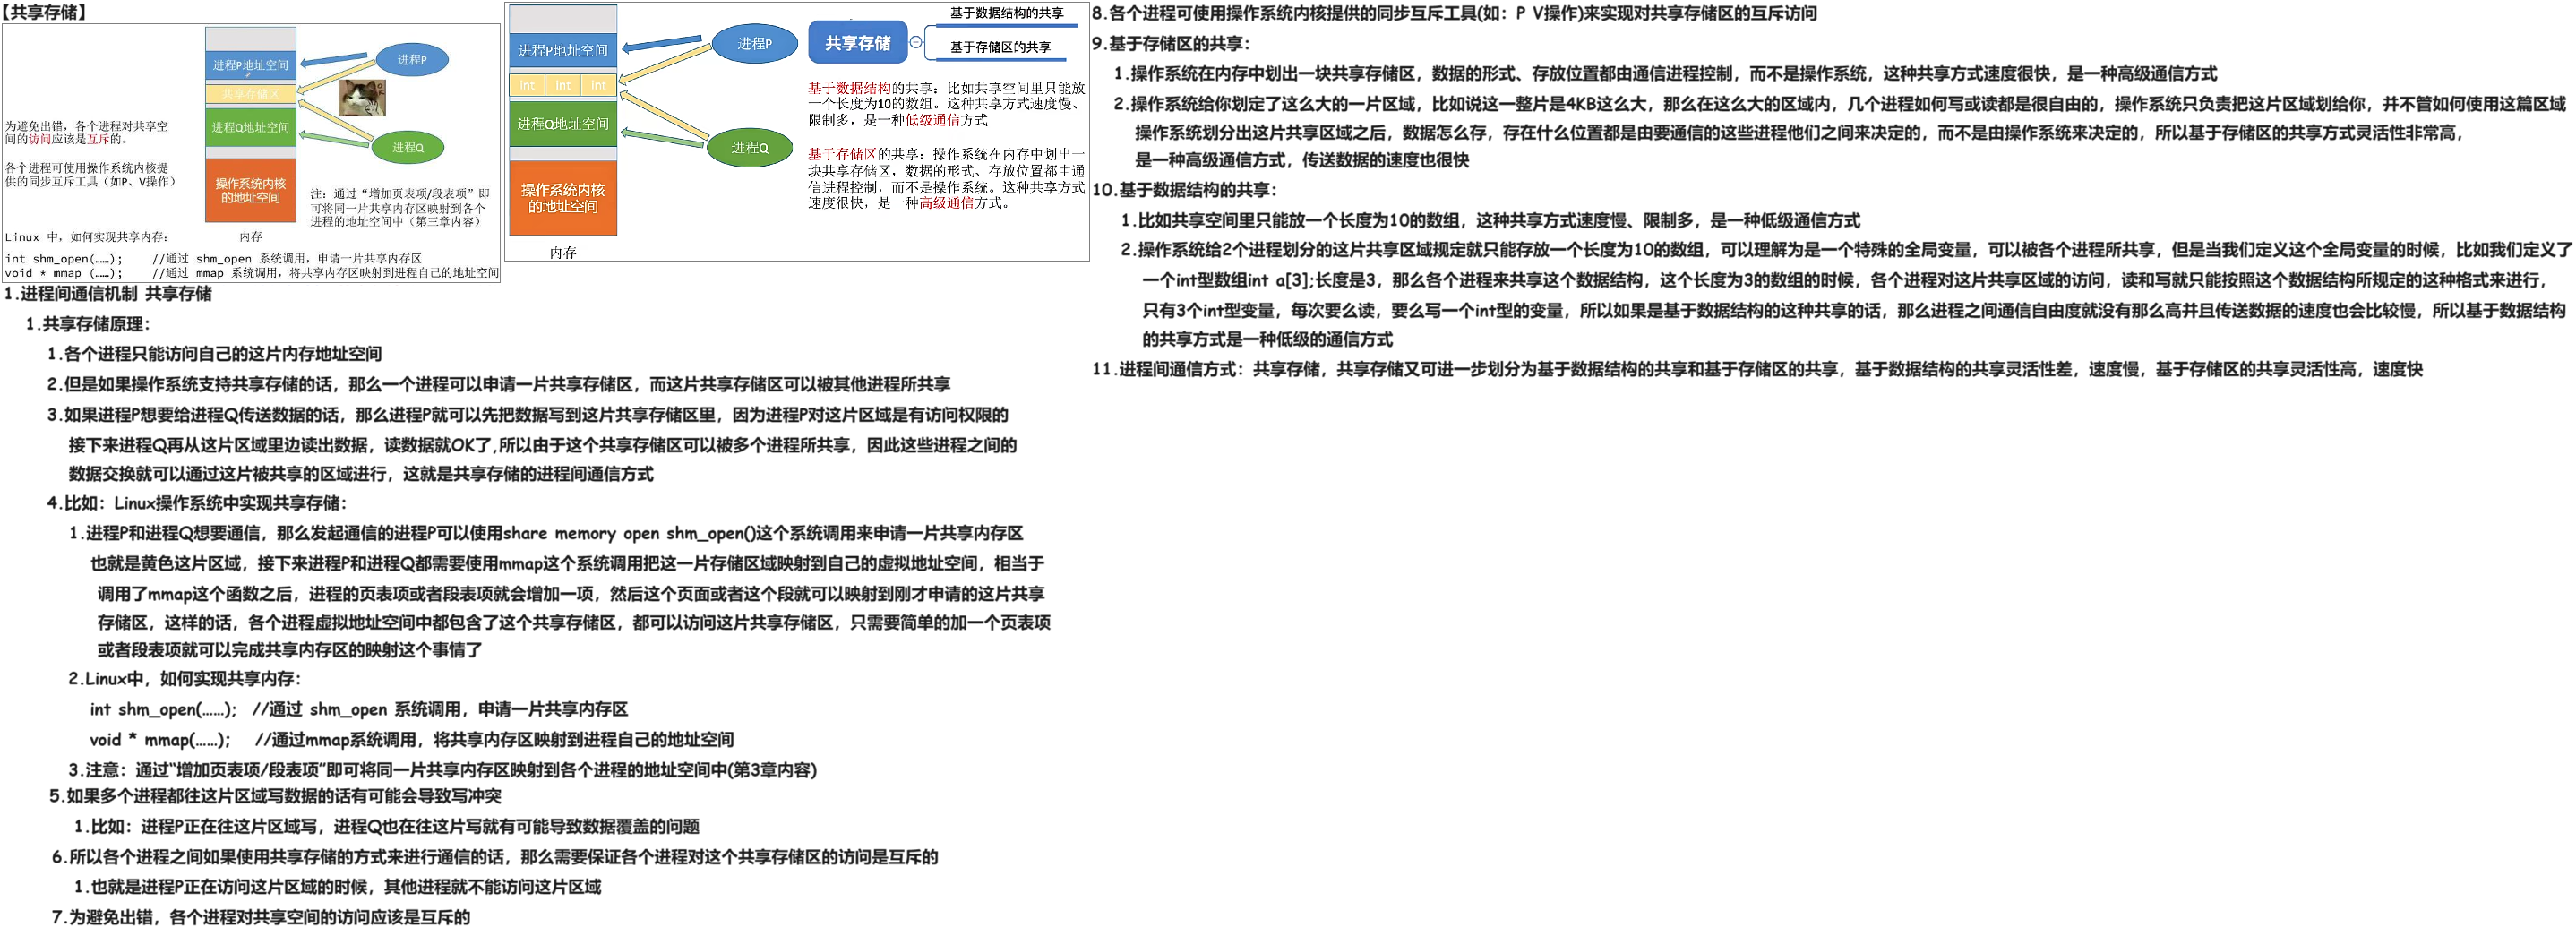 【共享存储】
进程P地址空间
共享存储区
进程Q地址空间
操作系统内核
的地址空间
内存
进程P
进程Q
为避免出错，各个进程对共享空
间的访问应该是互斥的。
各个进程可使用操作系统内核提
供的同步互斥工具（如P、V操作）
注：通过“增加页表项/段表项”即
可将同一片共享内存区映射到各个
进程的地址空间中（第三章内容）
Linux 中，如何实现共享内存：
int shm_open(……); //通过 shm_open 系统调用，申请一片共享内存区
void * mmap (……); //通过 mmap 系统调用，将共享内存区映射到进程自己的地址空间
进程P地址空间
int int int
进程Q地址空间
操作系统内核
的地址空间
内存
进程P
进程Q
共享存储
基于数据结构的共享
基于存储区的共享
基于数据结构的共享：比如共享空间里只能放
一个长度为10的数组。这种共享方式速度慢、
限制多，是一种低级通信方式
基于存储区的共享：操作系统在内存中划出一
块共享存储区，数据的形式、存放位置都由通
信进程控制，而不是操作系统。这种共享方式
速度很快，是一种高级通信方式。
1.进程间通信机制 共享存储
1.共享存储原理：
1.各个进程只能访问自己的这片内存地址空间
2.但是如果操作系统支持共享存储的话，那么一个进程可以申请一片共享存储区，而这片共享存储区可以被其他进程所共享
3.如果进程P想要给进程Q传送数据的话，那么进程P就可以先把数据写到这片共享存储区里，因为进程P对这片区域是有访问权限的
接下来进程Q再从这片区域里边读出数据，读数据就OK了,所以由于这个共享存储区可以被多个进程所共享，因此这些进程之间的
数据交换就可以通过这片被共享的区域进行，这就是共享存储的进程间通信方式
4.比如：Linux操作系统中实现共享存储：
1.进程P和进程Q想要通信，那么发起通信的进程P可以使用share memory open shm_open()这个系统调用来申请一片共享内存区
也就是黄色这片区域，接下来进程P和进程Q都需要使用mmap这个系统调用把这一片存储区域映射到自己的虚拟地址空间，相当于
调用了mmap这个函数之后，进程的页表项或者段表项就会增加一项，然后这个页面或者这个段就可以映射到刚才申请的这片共享
存储区，这样的话，各个进程虚拟地址空间中都包含了这个共享存储区，都可以访问这片共享存储区，只需要简单的加一个页表项
或者段表项就可以完成共享内存区的映射这个事情了
2.Linux中，如何实现共享内存：
int shm_open(……); //通过 shm_open 系统调用，申请一片共享内存区
void * mmap(……); //通过mmap系统调用，将共享内存区映射到进程自己的地址空间
3.注意：通过“增加页表项/段表项”即可将同一片共享内存区映射到各个进程的地址空间中(第3章内容)
5.如果多个进程都往这片区域写数据的话有可能会导致写冲突
1.比如：进程P正在往这片区域写，进程Q也在往这片写就有可能导致数据覆盖的问题
6.所以各个进程之间如果使用共享存储的方式来进行通信的话，那么需要保证各个进程对这个共享存储区的访问是互斥的
1.也就是进程P正在访问这片区域的时候，其他进程就不能访问这片区域
7.为避免出错，各个进程对共享空间的访问应该是互斥的
8.各个进程可使用操作系统内核提供的同步互斥工具(如：P V操作)来实现对共享存储区的互斥访问
9.基于存储区的共享：
1.操作系统在内存中划出一块共享存储区，数据的形式、存放位置都由通信进程控制，而不是操作系统，这种共享方式速度很快，是一种高级通信方式
2.操作系统给你划定了这么大的一片区域，比如说这一整片是4KB这么大，那么在这么大的区域内，几个进程如何写或读都是很自由的，操作系统只负责把这片区域划给你，并不管如何使用这篇区域
操作系统划分出这片共享区域之后，数据怎么存，存在什么位置都是由要通信的这些进程他们之间来决定的，而不是由操作系统来决定的，所以基于存储区的共享方式灵活性非常高，
是一种高级通信方式，传送数据的速度也很快
10.基于数据结构的共享：
1.比如共享空间里只能放一个长度为10的数组，这种共享方式速度慢、限制多，是一种低级通信方式
2.操作系统给2个进程划分的这片共享区域规定就只能存放一个长度为10的数组，可以理解为是一个特殊的全局变量，可以被各个进程所共享，但是当我们定义这个全局变量的时候，比如我们定义了
一个int型数组int a[3];长度是3，那么各个进程来共享这个数据结构，这个长度为3的数组的时候，各个进程对这片共享区域的访问，读和写就只能按照这个数据结构所规定的这种格式来进行，
只有3个int型变量，每次要么读，要么写一个int型的变量，所以如果是基于数据结构的这种共享的话，那么进程之间通信自由度就没有那么高并且传送数据的速度也会比较慢，所以基于数据结构
的共享方式是一种低级的通信方式
11.进程间通信方式：共享存储，共享存储又可进一步划分为基于数据结构的共享和基于存储区的共享，基于数据结构的共享灵活性差，速度慢，基于存储区的共享灵活性高，速度快